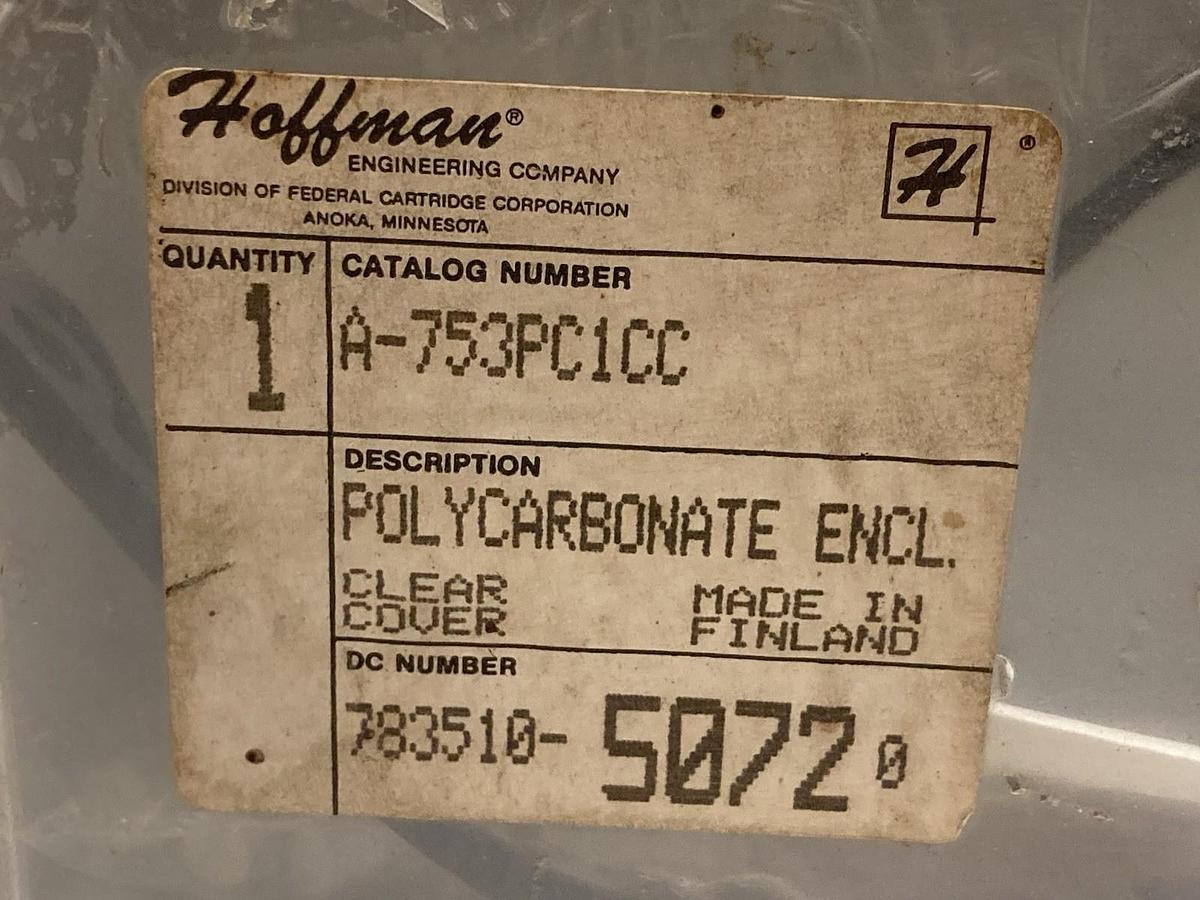 Hoffman®
ENGINEERING COMPANY
DIVISION OF FEDERAL CARTRIDGE CORPORATION
ANOKA, MINNESOTA
H ®
QUANTITY
1
CATALOG NUMBER
A-753PC1CC
DESCRIPTION
POLYCARBONATE ENCL.
CLEAR
COVER
MADE IN
FINLAND
DC NUMBER
783510- 5072 0